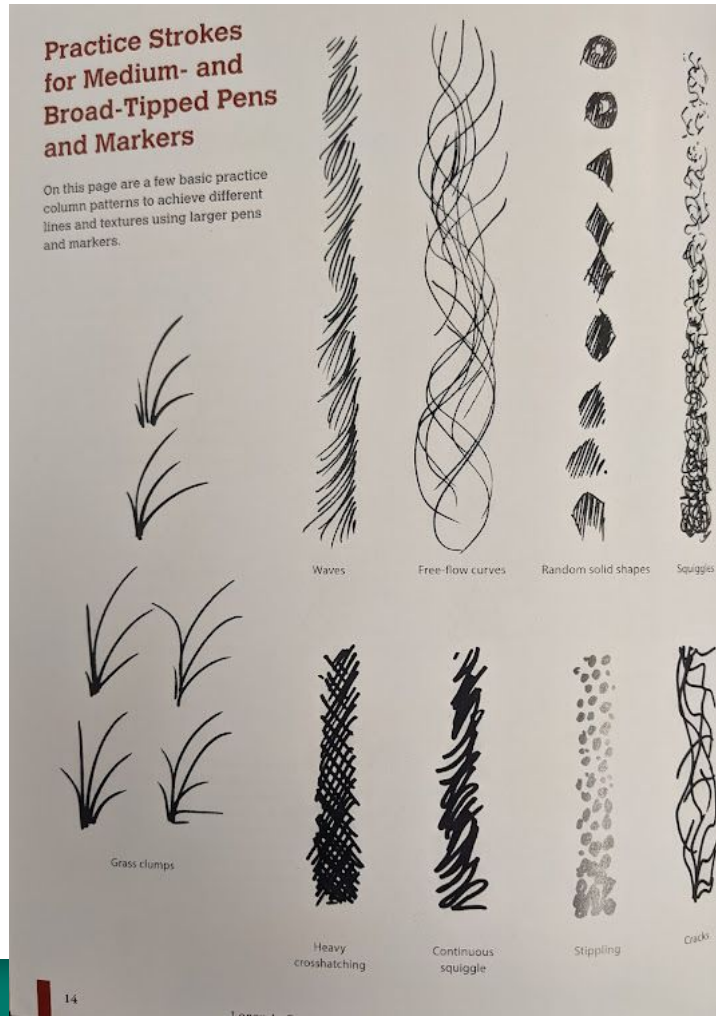 Practice Strokes
for Medium- and
Broad-Tipped Pens
and Markers
On this page are a few basic practice
column patterns to achieve different
lines and textures using larger pens
and markers.
Waves
Free-flow curves
Random solid shapes
Squiggles
Grass clumps
Heavy
crosshatching
Continuous
squiggle
Stippling
Cracks
14